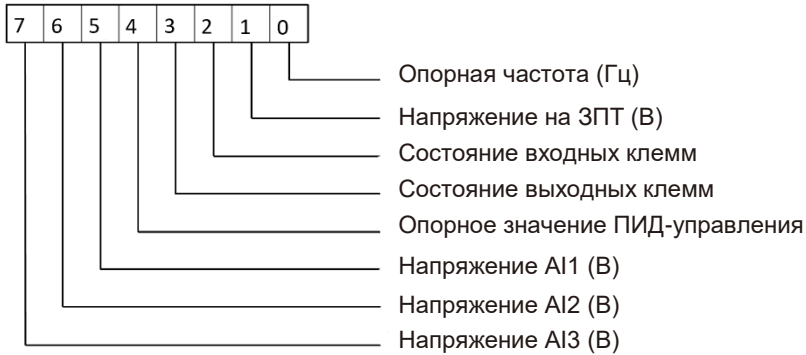 7 6 5 4 3 2 1 0
Опорная частота (Гц)
Напряжение на ЗПТ (В)
Состояние входных клемм
Состояние выходных клемм
Опорное значение ПИД-управления
Напряжение AI1 (В)
Напряжение AI2 (В)
Напряжение AI3 (В)